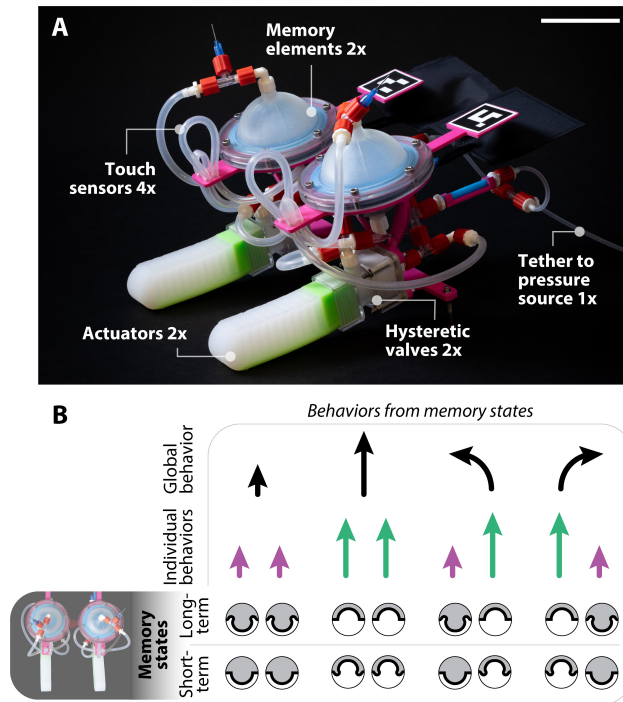 A
Memory
elements 2x
Touch
sensors 4x
Tether to
pressure
source 1x
Actuators 2x
Hysteretic
valves 2x
B
Behaviors from memory states
Global
behavior
Individual
behaviors
Memory
states
Long-
term
Short-
term